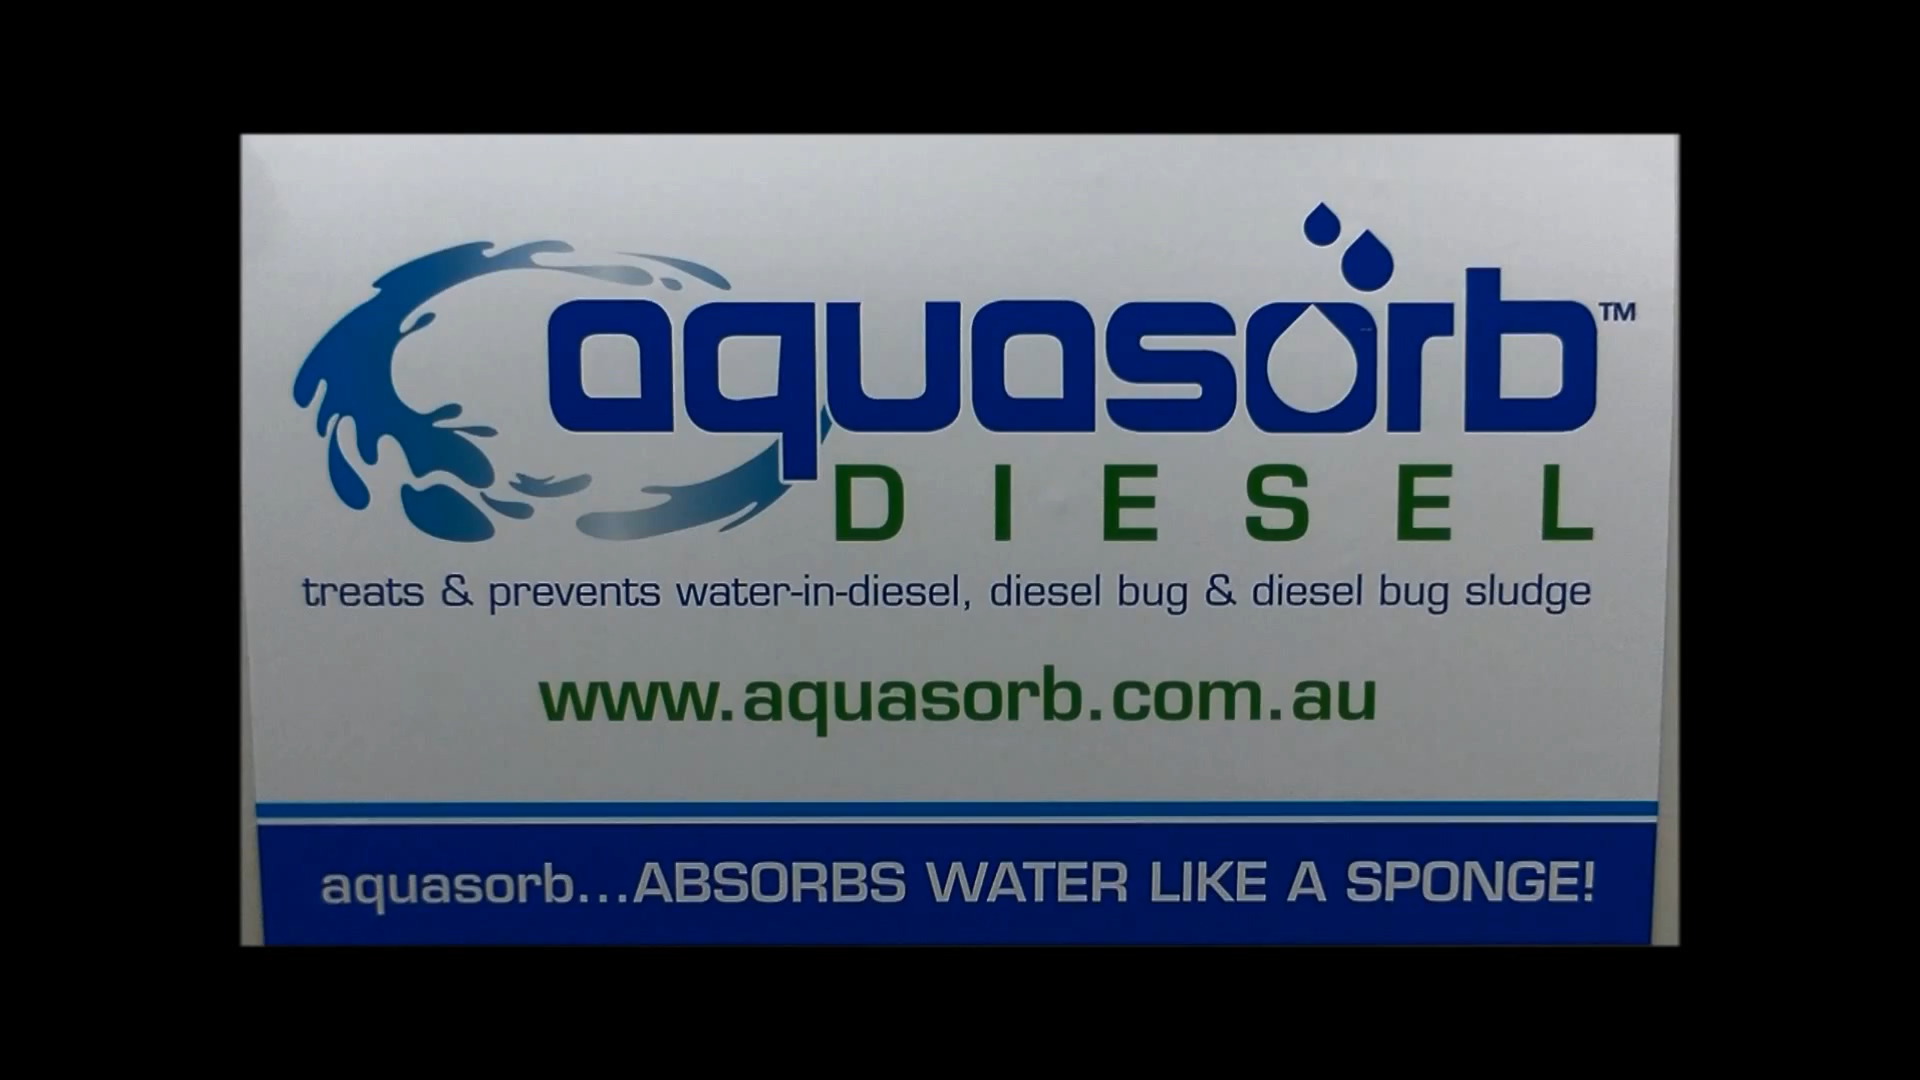 aquasorb™
DIESEL
treats & prevents water-in-diesel, diesel bug & diesel bug sludge
www.aquasorb.com.au
aquasorb...ABSORBS WATER LIKE A SPONGE!